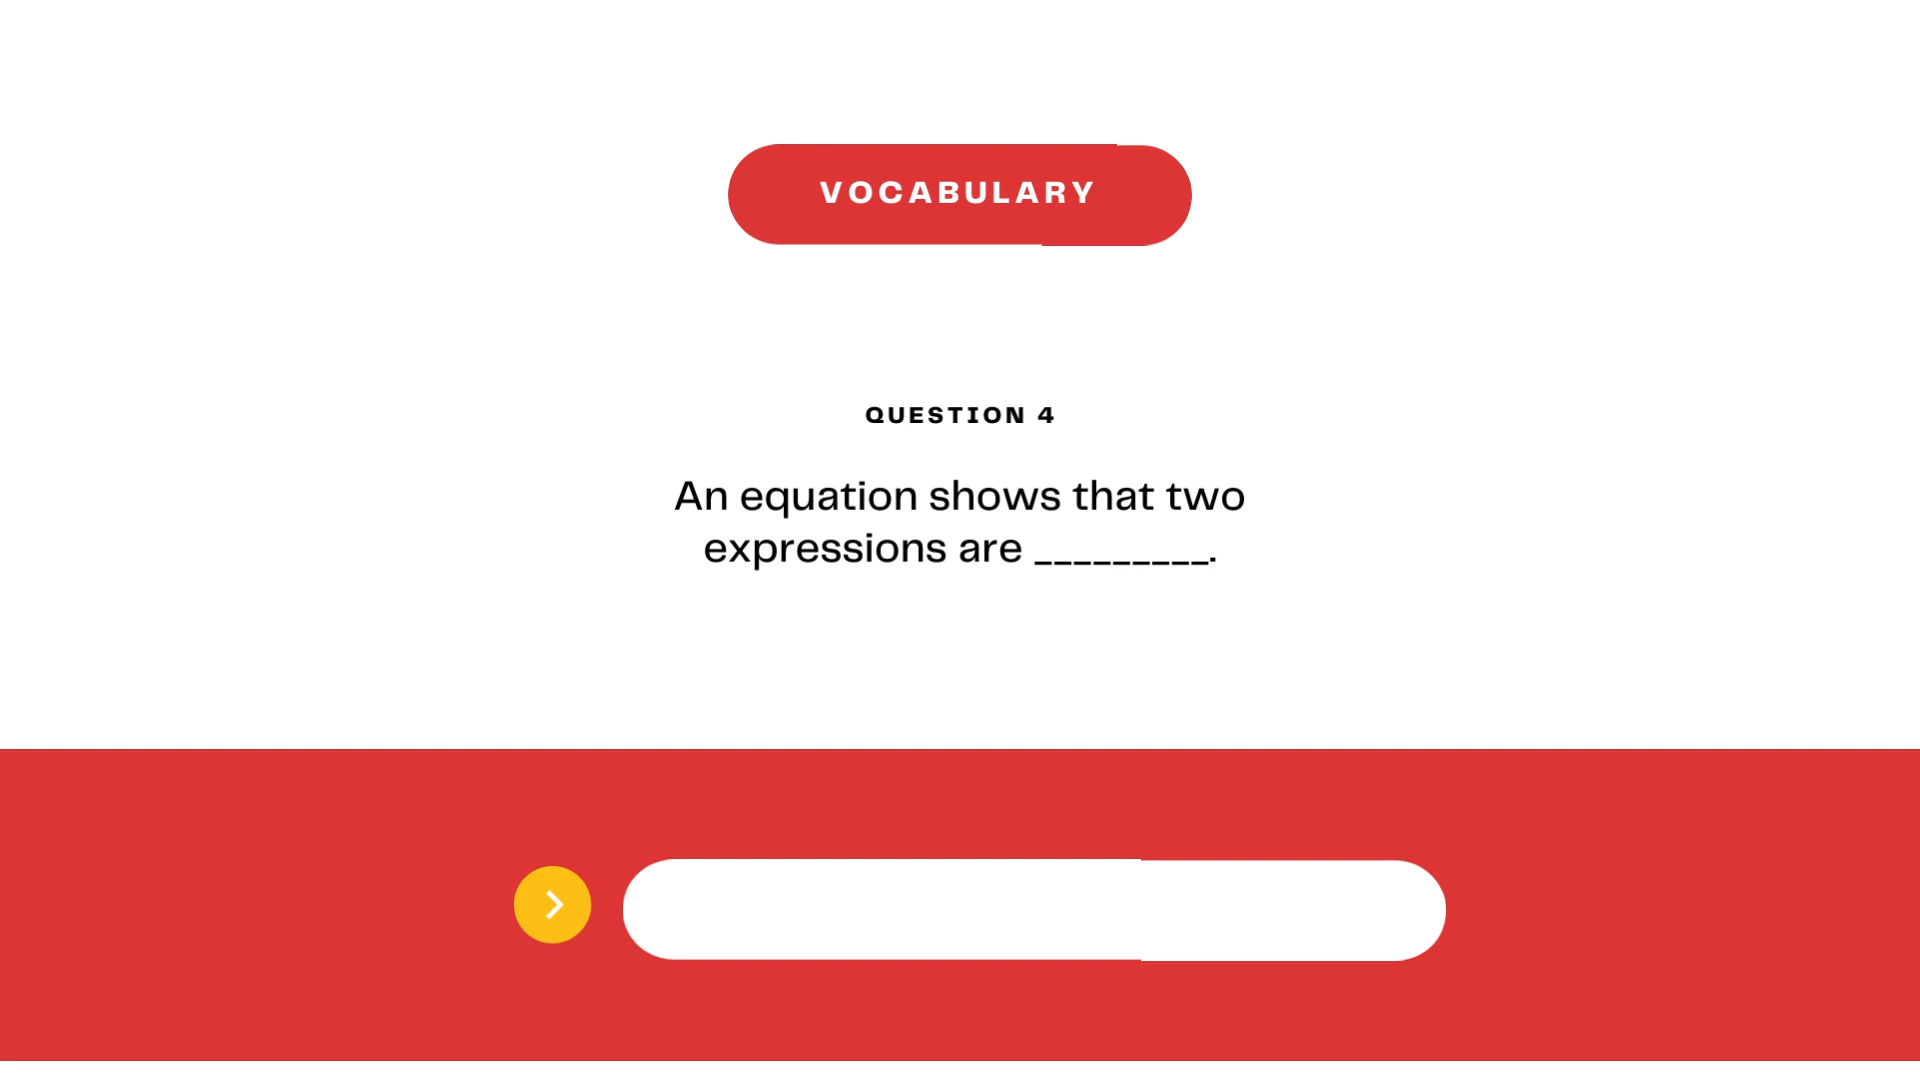 VOCABULARY
QUESTION 4
An equation shows that two
expressions are _________.